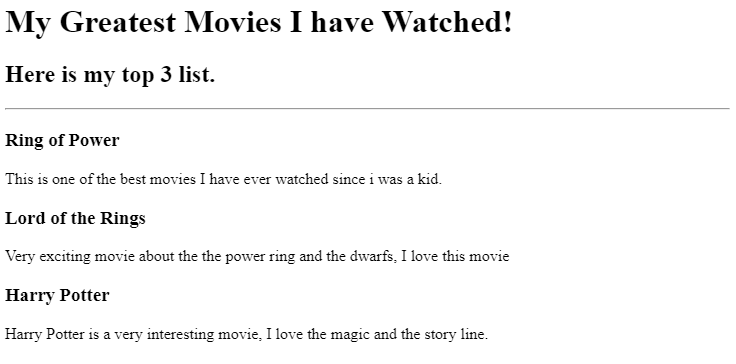 My Greatest Movies I have Watched!
Here is my top 3 list.
Ring of Power
This is one of the best movies I have ever watched since i was a kid.
Lord of the Rings
Very exciting movie about the the power ring and the dwarfs, I love this movie
Harry Potter
Harry Potter is a very interesting movie, I love the magic and the story line.